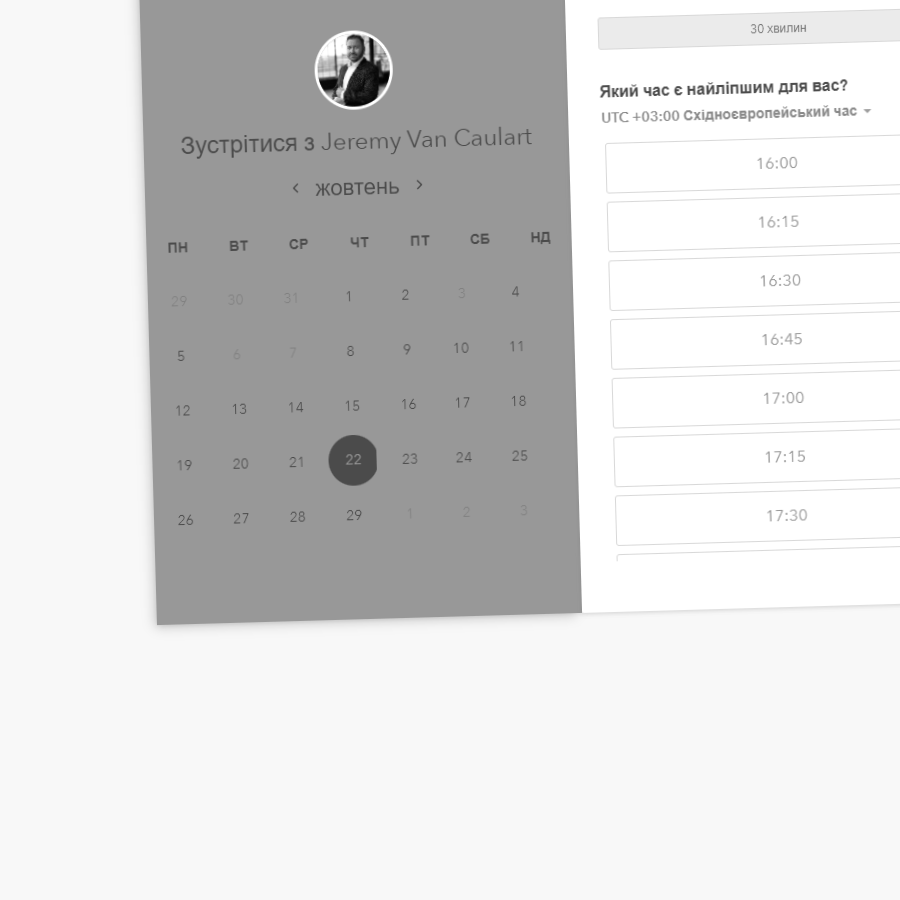 Зустрітися з Jeremy Van Caulart
‹ жовтень ›
ПН ВТ СР ЧТ ПТ СБ НД
29 30 31 1 2 3 4
5 6 7 8 9 10 11
12 13 14 15 16 17 18
19 20 21 22 23 24 25
26 27 28 29 1 2 3
30 хвилин
Який час є найліпшим для вас?
UTC +03:00 Східноєвропейський час
16:00
16:15
16:30
16:45
17:00
17:15
17:30